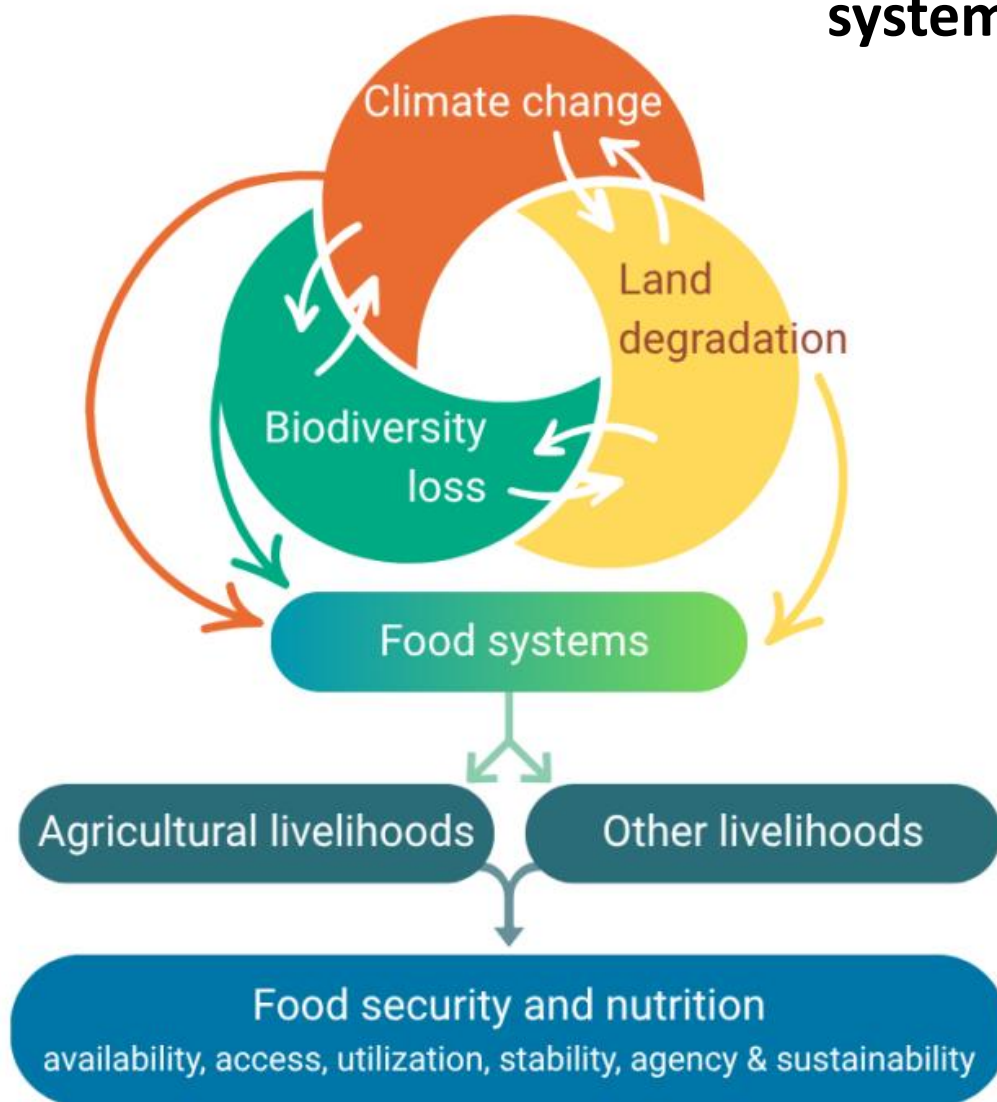 system
Climate change
Land
degradation
Biodiversity
loss
Food systems
Agricultural livelihoods
Other livelihoods
Food security and nutrition
availability, access, utilization, stability, agency & sustainability